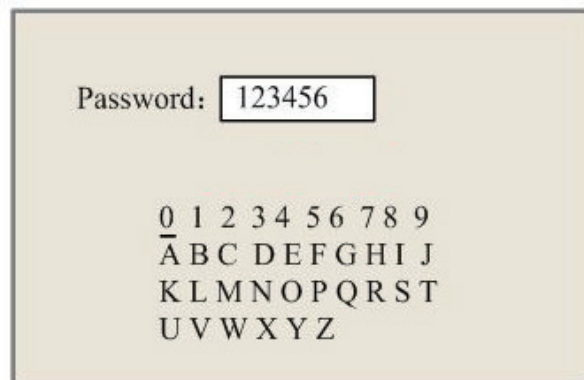 Password： 123456
0 1 2 3 4 5 6 7 8 9
A B C D E F G H I J
K L M N O P Q R S T
U V W X Y Z